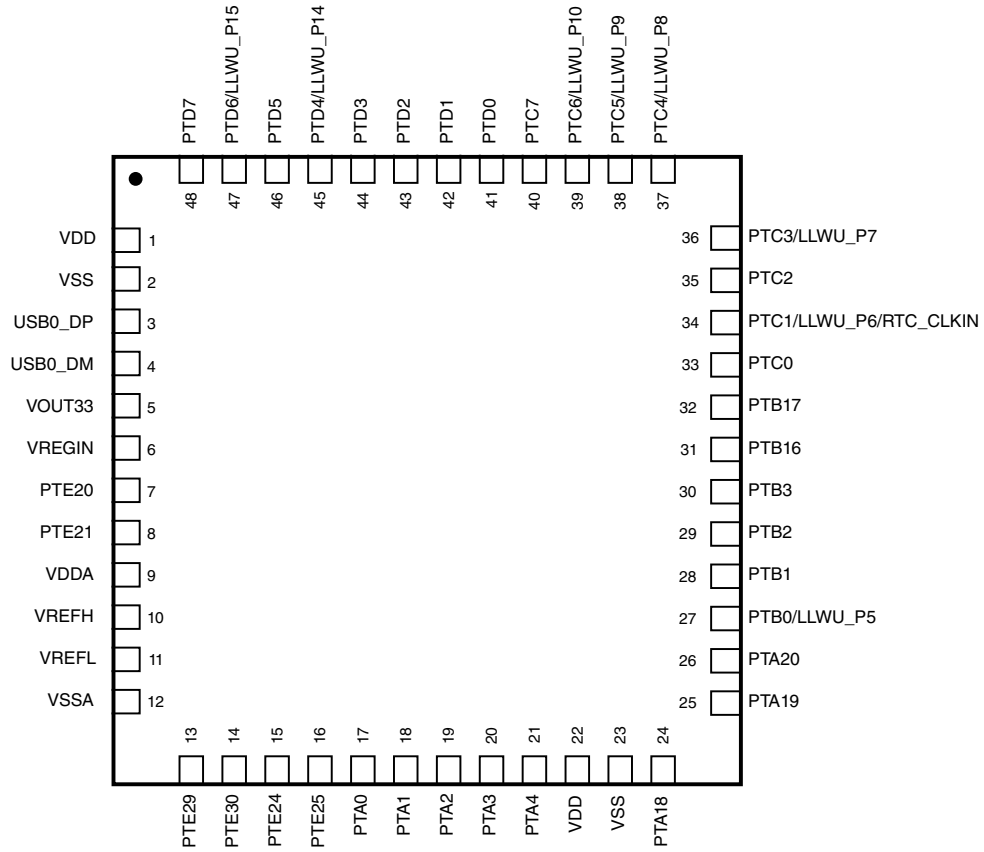 PTD7
PTD6/LLWU_P15
PTD5
PTD4/LLWU_P14
PTD3
PTD2
PTD1
PTD0
PTC7
PTC6/LLWU_P10
PTC5/LLWU_P9
PTC4/LLWU_P8
48
47
46
45
44
43
42
41
40
39
38
37
VDD 1
VSS 2
USB0_DP 3
USB0_DM 4
VOUT33 5
VREGIN 6
PTE20 7
PTE21 8
VDDA 9
VREFH 10
VREFL 11
VSSA 12
36 PTC3/LLWU_P7
35 PTC2
34 PTC1/LLWU_P6/RTC_CLKIN
33 PTC0
32 PTB17
31 PTB16
30 PTB3
29 PTB2
28 PTB1
27 PTB0/LLWU_P5
26 PTA20
25 PTA19
13
14
15
16
17
18
19
20
21
22
23
24
PTE29
PTE30
PTE24
PTE25
PTA0
PTA1
PTA2
PTA3
PTA4
VDD
VSS
PTA18